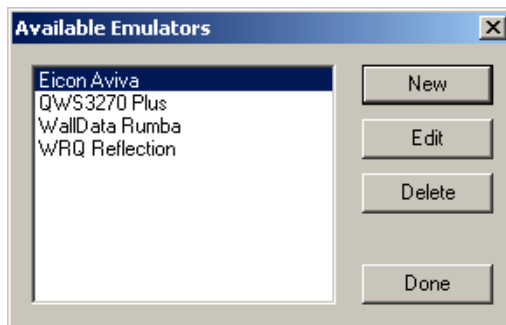 Available Emulators
Eicon Aviva
QWS3270 Plus
WallData Rumba
WRQ Reflection
New
Edit
Delete
Done